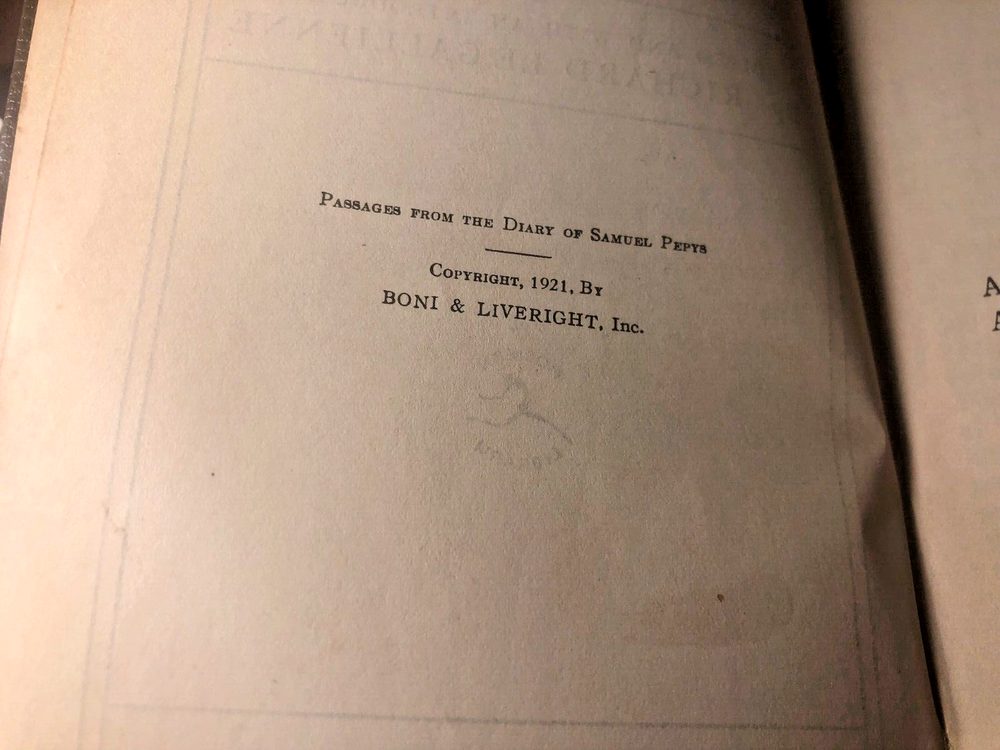 Passages from the Diary of Samuel Pepys
Copyright, 1921, By
BONI & LIVERIGHT, Inc.